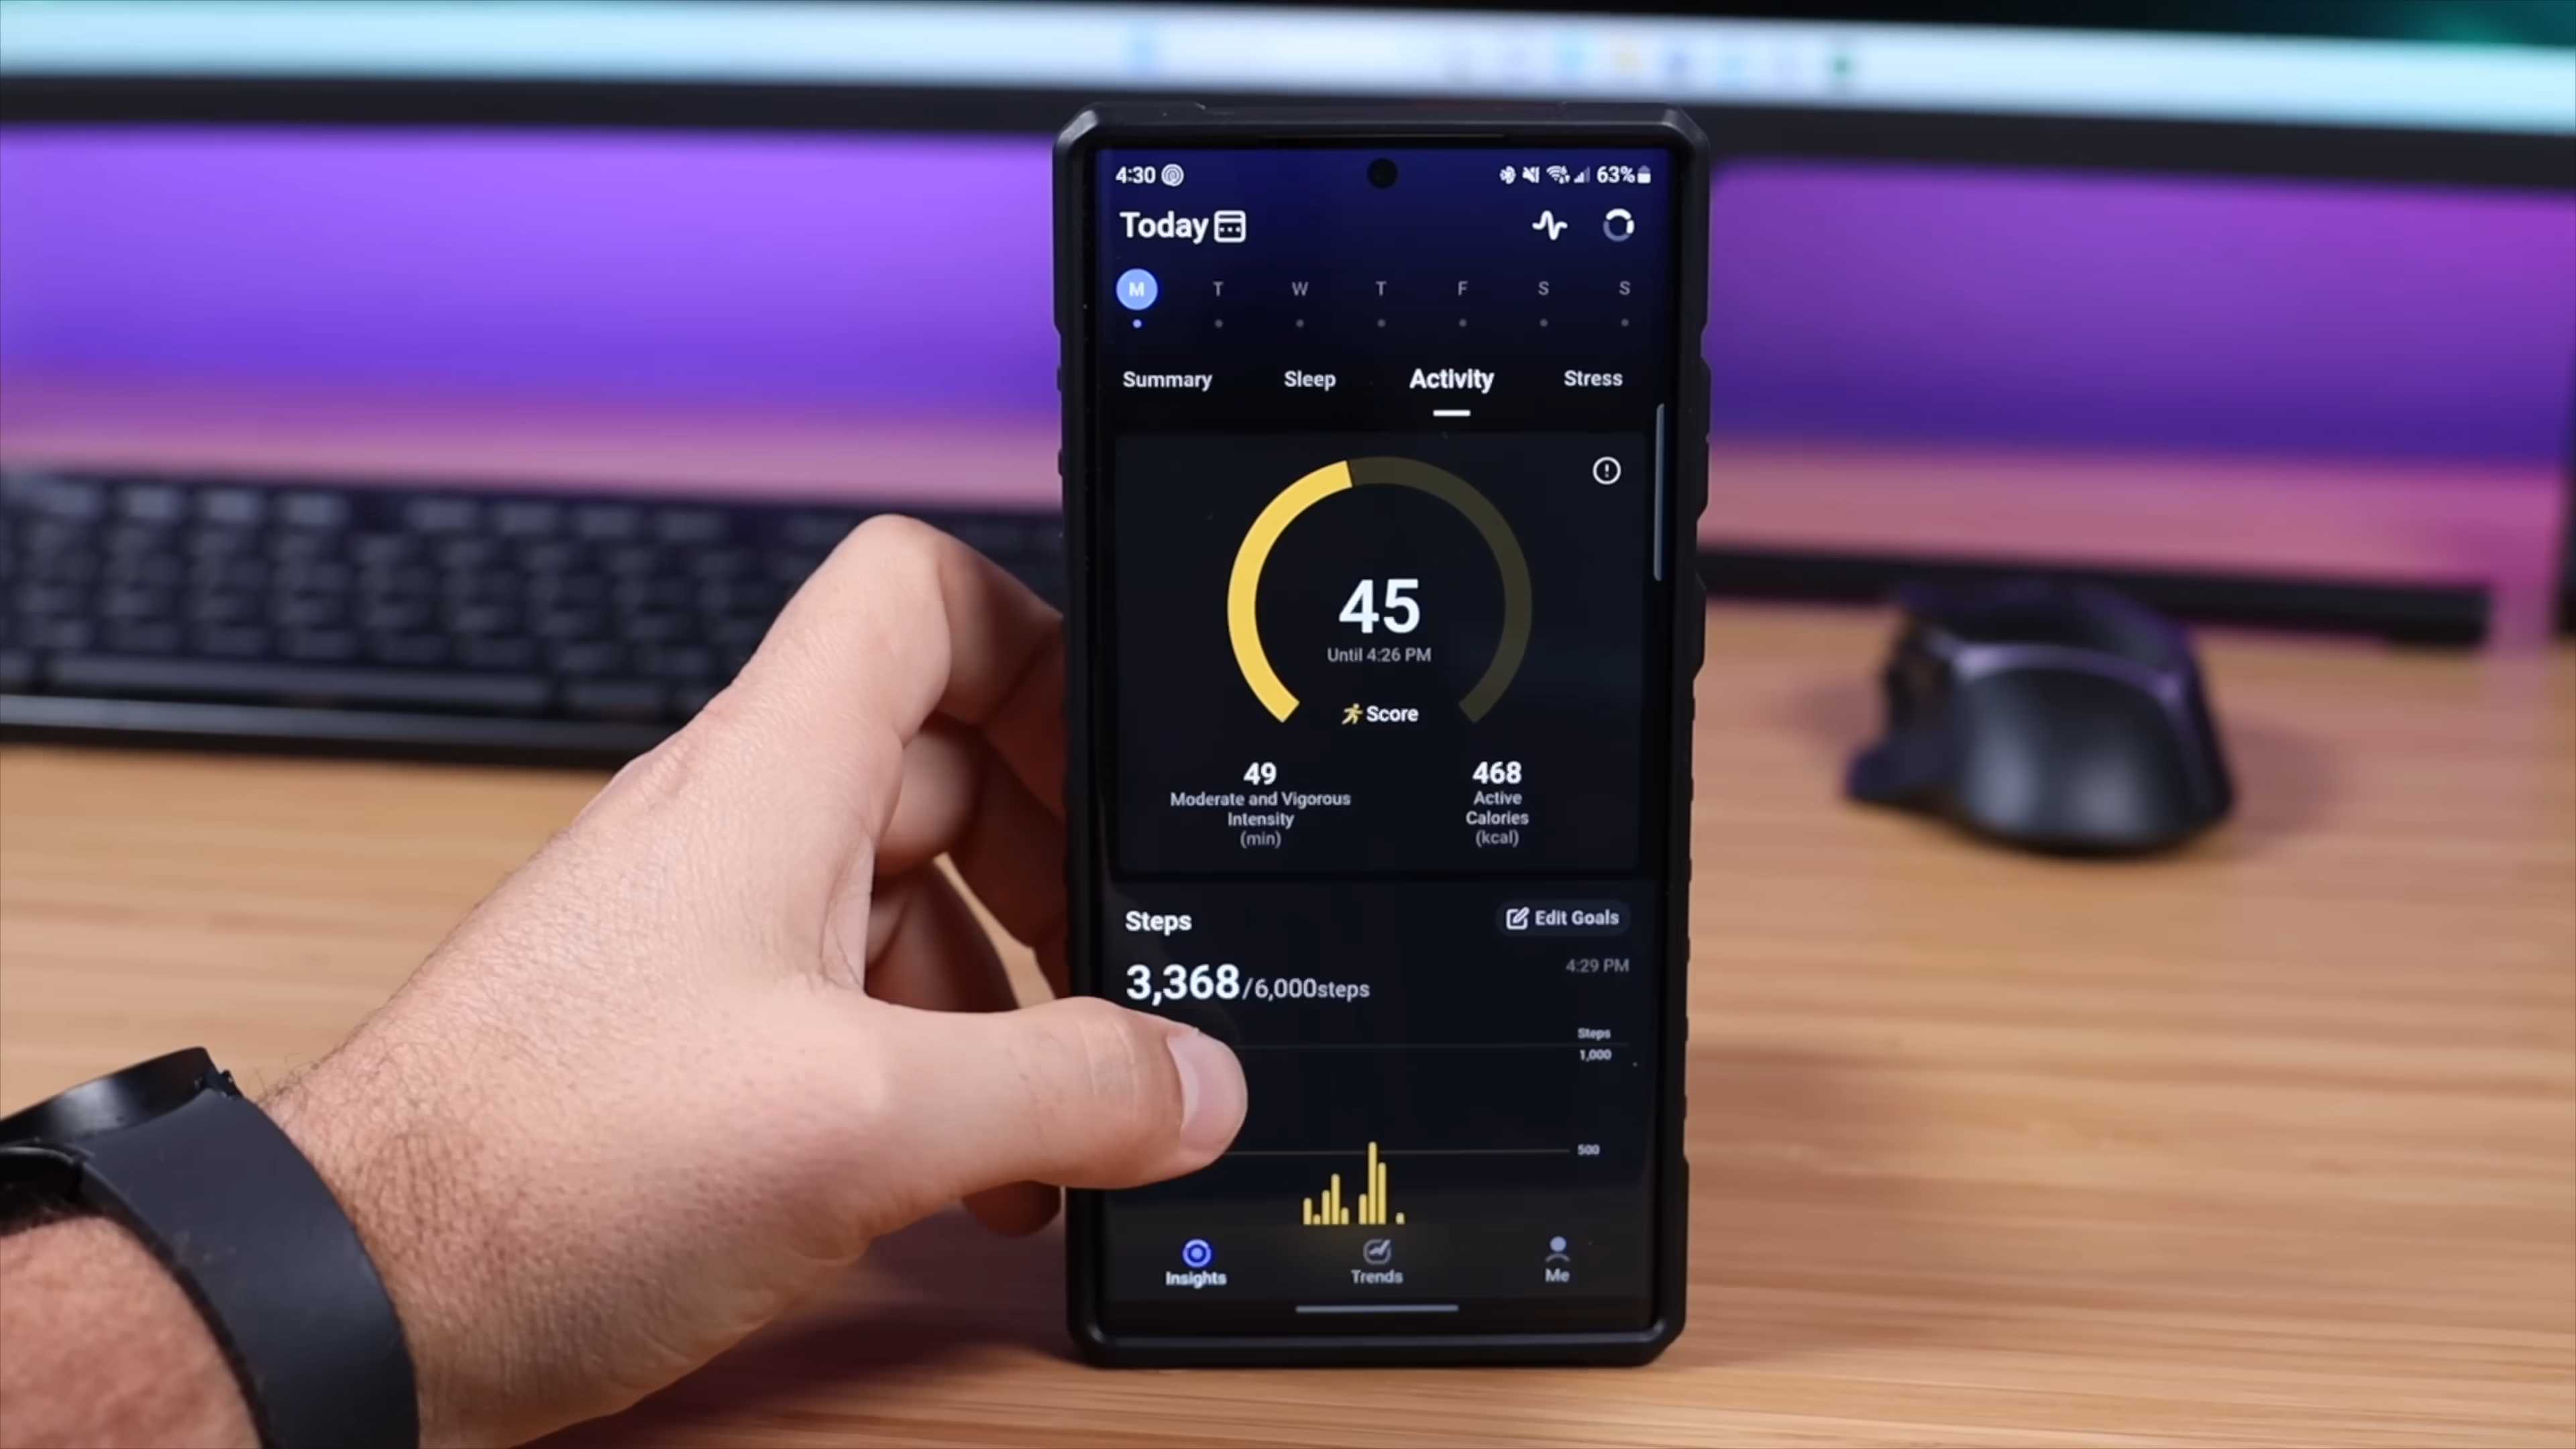 4:30 63%
Today
M T W T F S S
Summary Sleep Activity Stress
45
Until 4:26 PM
Score
49
Moderate and Vigorous
Intensity
(min)
468
Active
Calories
(kcal)
Steps
Edit Goals
3,368/6,000steps
4:29 PM
Steps
1,000
500
Insights Trends Me